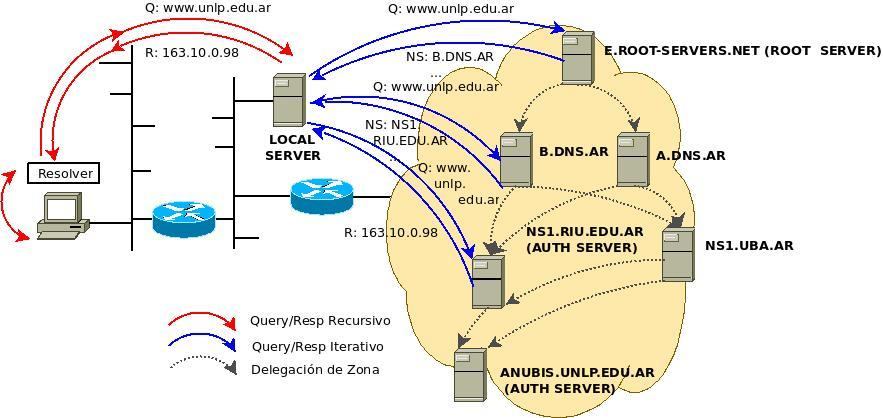 Q: www.unlp.edu.ar
R: 163.10.0.98
Q: www.unlp.edu.ar
NS: B.DNS.AR
...
E.ROOT-SERVERS.NET (ROOT SERVER)
Q: www.unlp.edu.ar
LOCAL
SERVER
NS: NS1.
RIU.EDU.AR
...
B.DNS.AR
A.DNS.AR
Q: www.
unlp.
edu.ar
Resolver
R: 163.10.0.98
NS1.RIU.EDU.AR
(AUTH SERVER)
NS1.UBA.AR
Query/Resp Recursivo
Query/Resp Iterativo
Delegación de Zona
ANUBIS.UNLP.EDU.AR
(AUTH SERVER)